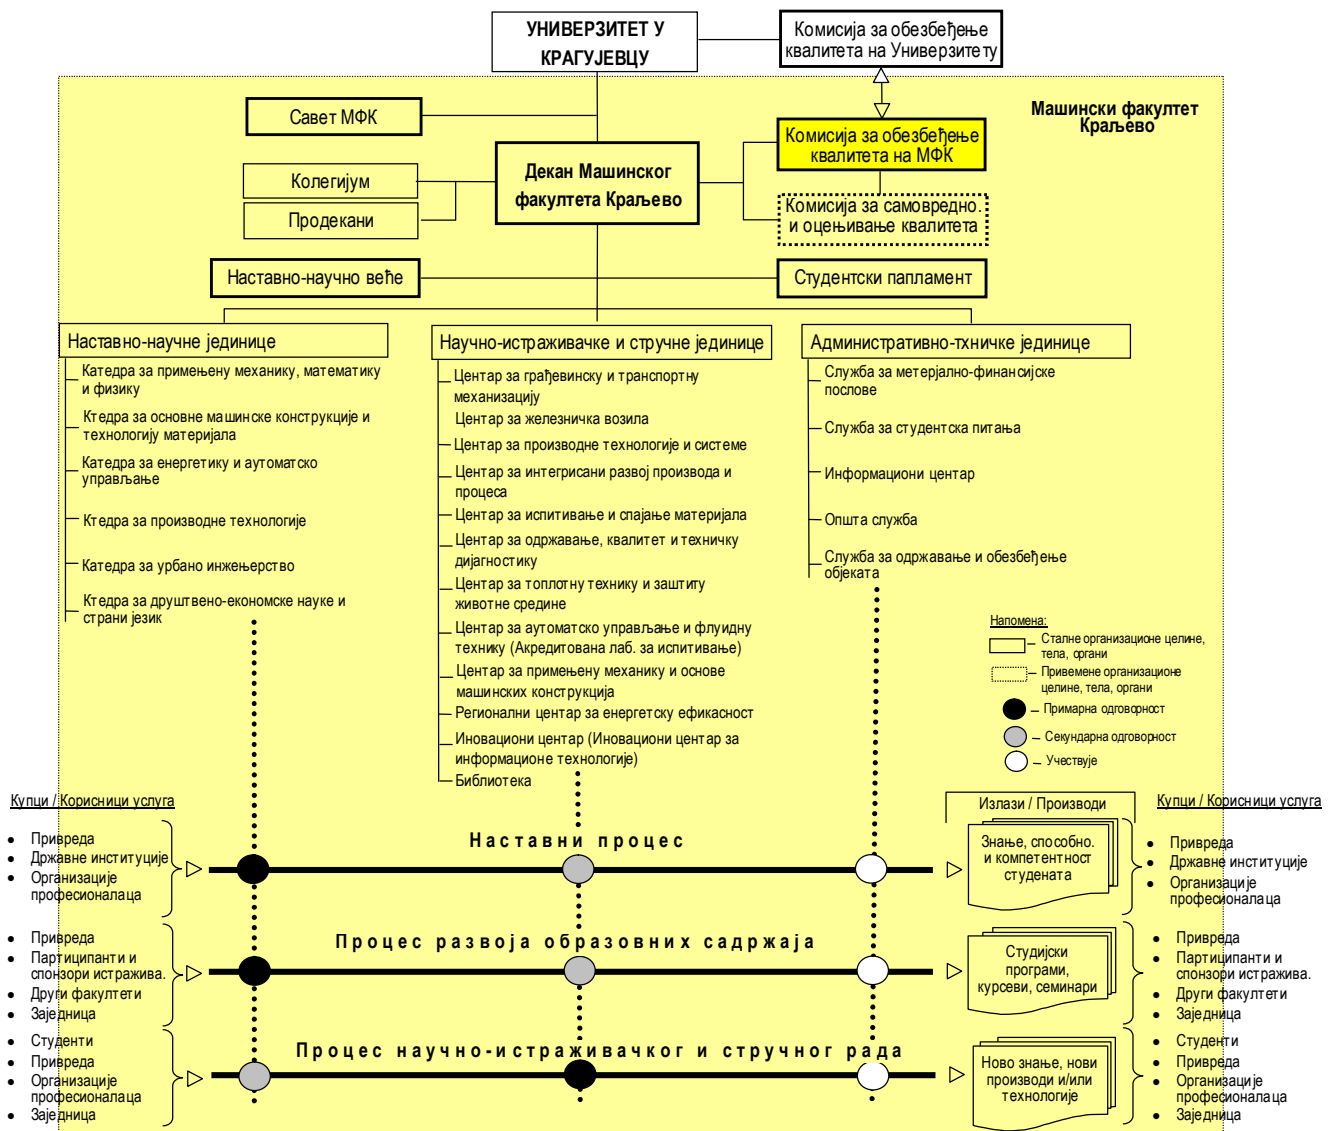 УНИВЕРЗИТЕТ У
КРАГУЈЕВЦУ
Комисија за обезбеђење
квалитета на Универзитету
Машински факултет
Краљево
Савет МФК
Комисија за обезбеђење
квалитета на МФК
Декан Машинског
факултета Краљево
Колегијум
Продекани
Комисија за самовредно.
и оцењивање квалитета
Наставно-научно веће
Студентски папламент
Наставно-научне јединице
Катедра за примењену механику, математику
и физику
Ктедра за основне машинске конструкције и
технологију материјала
Катедра за енергетику и аутоматско
управљање
Ктедра за производне технологије
Катедра за урбано инжењерство
Ктедра за друштвено-економске науке и
страни језик
Научно-истраживачке и стручне јединице
Центар за грађевинску и транспортну
механизацију
Центар за железничка возила
Центар за производне технологије и системе
Центар за интегрисани развој производа и
процеса
Центар за испитивање и спајање материјала
Центар за одржавање, квалитет и техничку
дијагностику
Центар за топлотну технику и заштиту
животне средине
Центар за аутоматско управљање и флуидну
технику (Акредитована лаб. за испитивање)
Центар за примењену механику и основе
машинских конструкција
Регионални центар за енергетску ефикасност
Иновациони центар (Иновациони центар за
информационе технологије)
Библиотека
Административно-тхничке јединице
Служба за метерјално-финансијске
послове
Служба за студентска питања
Информациони центар
Општа служба
Служба за одржавање и обезбеђење
објеката
Напомена:
– Сталне организационе целине,
тела, органи
– Привемене организационе
целине, тела, органи
– Примарна одговорност
– Секундарна одговорност
– Учествује
Купци / Корисници услуга
• Привреда
• Државне институције
• Организације
професионалаца
Наставни процес
Излази / Производи
Знање, способно.
и компетентност
студената
Купци / Корисници услуга
• Привреда
• Државне институције
• Организације
професионалаца
• Привреда
• Партиципанти и
спонзори истражива.
• Други факултети
• Заједница
Процес развоја образовних садржаја
Студијски
програми,
курсеви, семинари
• Привреда
• Партиципанти и
спонзори истражива.
• Други факултети
• Заједница
• Студенти
• Привреда
• Организације
професионалаца
• Заједница
Процес научно-истраживачког и стручног рада
Ново знање, нови
производи и/или
технологије
• Студенти
• Привреда
• Организације
професионалаца
• Заједница